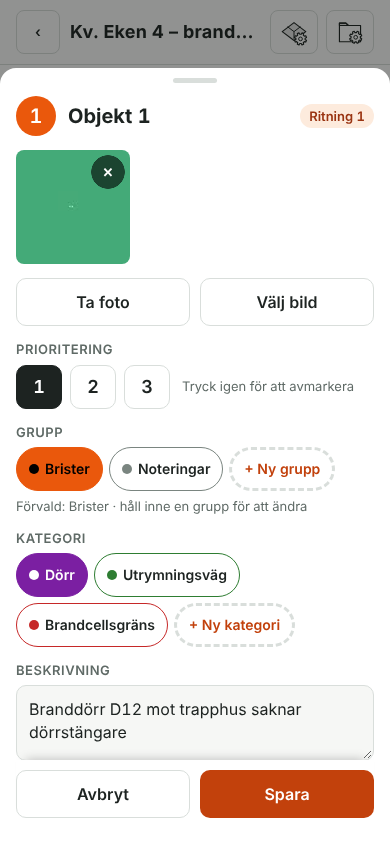 ‹ Kv. Eken 4 – brand...
1 Objekt 1 Ritning 1
×
Ta foto Välj bild
PRIORITERING
1 2 3 Tryck igen för att avmarkera
GRUPP
Brister Noteringar + Ny grupp
Förvald: Brister · håll inne en grupp för att ändra
KATEGORI
Dörr Utrymningsväg
Brandcellsgräns + Ny kategori
BESKRIVNING
Branddörr D12 mot trapphus saknar
dörrstängare
Avbryt Spara